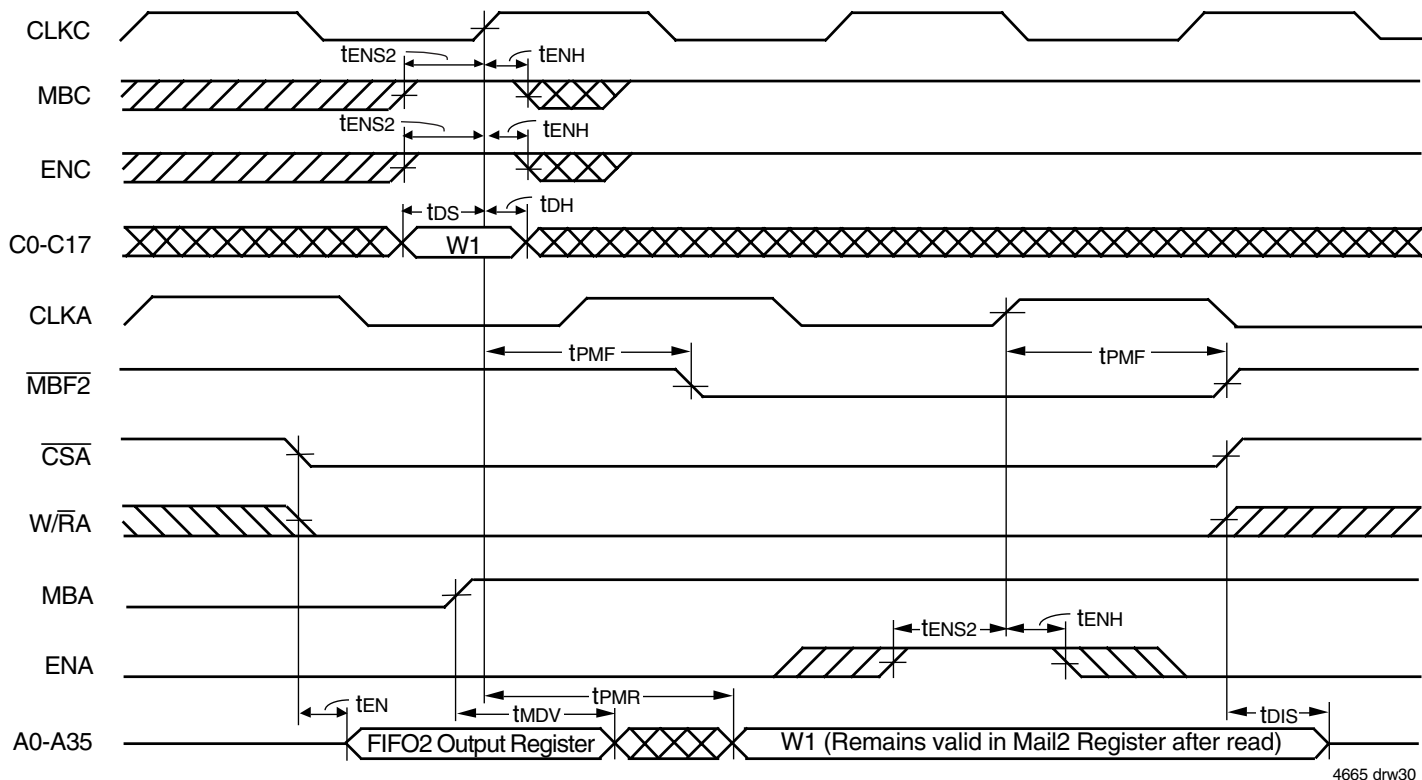 CLKC
tENS2 tENH
MBC
tENS2 tENH
ENC
tDS tDH
C0-C17 W1
CLKA
tPMF tPMF
MBF2
CSA
W/RA
MBA
tENS2 tENH
ENA
tEN tPMR
tMDV tDIS
A0-A35 FIFO2 Output Register W1 (Remains valid in Mail2 Register after read)
4665 drw30